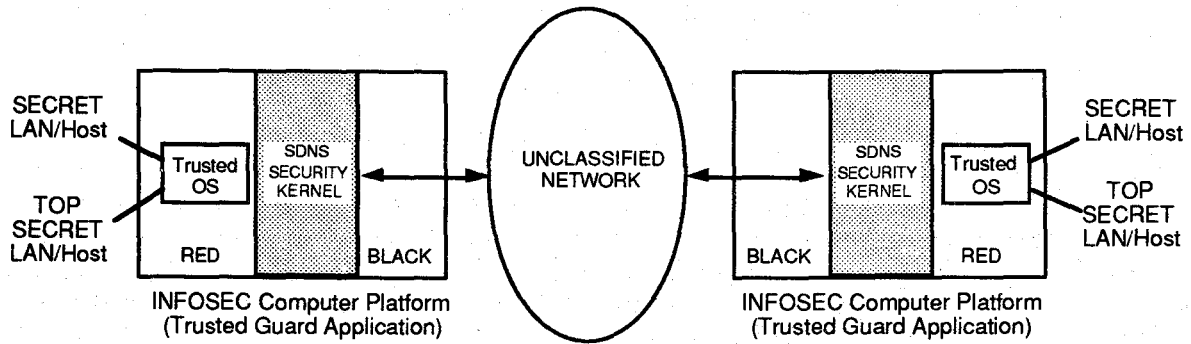 SECRET
LAN/Host
TOP
SECRET
LAN/Host
Trusted
OS
RED
SDNS
SECURITY
KERNEL
BLACK
INFOSEC Computer Platform
(Trusted Guard Application)
UNCLASSIFIED
NETWORK
BLACK
SDNS
SECURITY
KERNEL
Trusted
OS
RED
SECRET
LAN/Host
TOP
SECRET
LAN/Host
INFOSEC Computer Platform
(Trusted Guard Application)